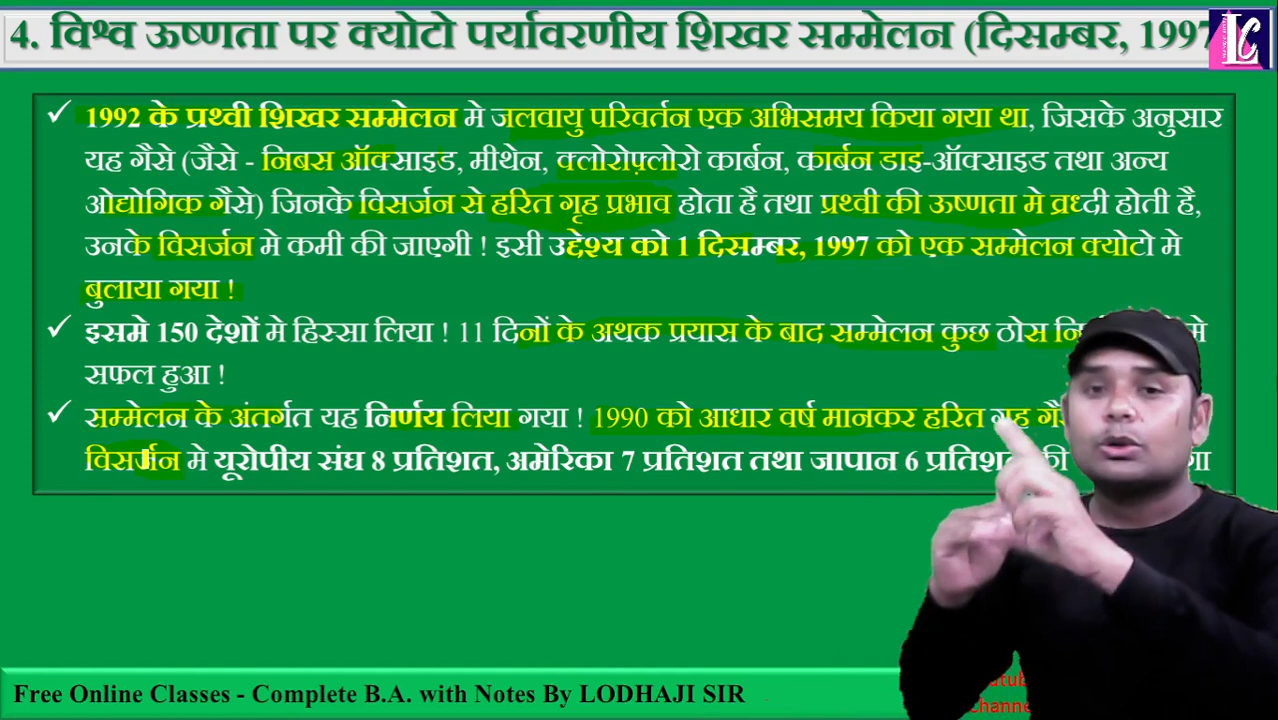 4. विश्व ऊष्णता पर क्योटो पर्यावरणीय शिखर सम्मेलन (दिसम्बर, 1997
LC
✓ 1992 के प्रथ्वी शिखर सम्मेलन मे जलवायु परिवर्तन एक अभिसमय किया गया था, जिसके अनुसार
यह गैसे (जैसे - निबस ऑक्साइड, मीथेन, क्लोरोफ़्लोरो कार्बन, कार्बन डाइ-ऑक्साइड तथा अन्य
ओद्योगिक गैसे) जिनके विसर्जन से हरित गृह प्रभाव होता है तथा प्रथ्वी की ऊष्णता मे व्रध्दी होती है,
उनके विसर्जन मे कमी की जाएगी ! इसी उद्देश्य को 1 दिसम्बर, 1997 को एक सम्मेलन क्योटो मे
बुलाया गया !
✓ इसमे 150 देशों मे हिस्सा लिया ! 11 दिनों के अथक प्रयास के बाद सम्मेलन कुछ ठोस मे
सफल हुआ !
✓ सम्मेलन के अंतर्गत यह निर्णय लिया गया ! 1990 को आधार वर्ष मानकर हरित गृह
विसर्जन मे यूरोपीय संघ 8 प्रतिशत, अमेरिका 7 प्रतिशत तथा जापान 6 की
Free Online Classes - Complete B.A. with Notes By LODHAJI SIR